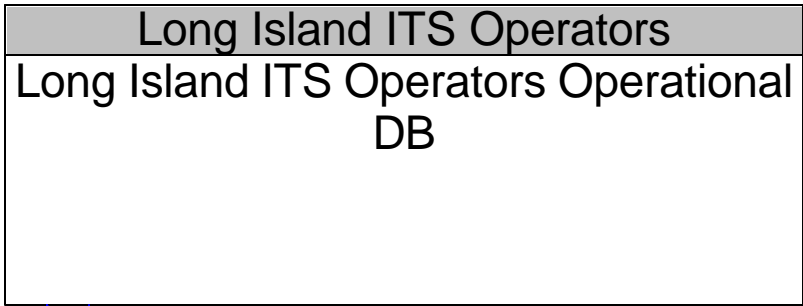 Long Island ITS Operators
Long Island ITS Operators Operational
DB